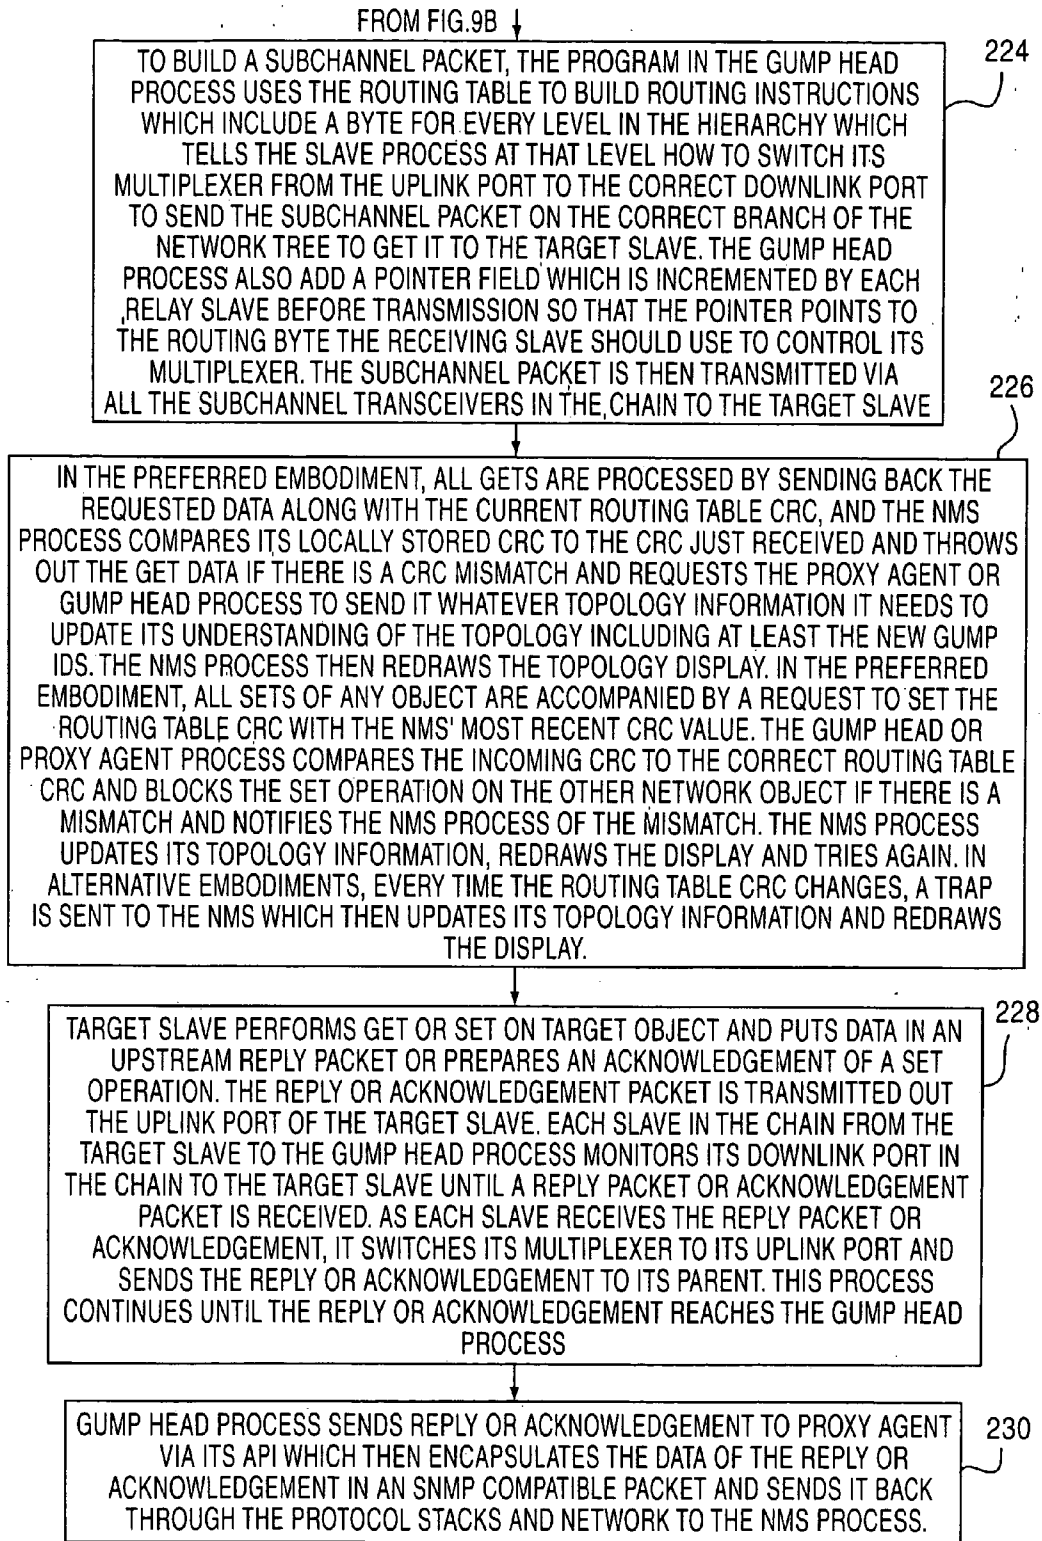 FROM FIG.9B
224
TO BUILD A SUBCHANNEL PACKET, THE PROGRAM IN THE GUMP HEAD
PROCESS USES THE ROUTING TABLE TO BUILD ROUTING INSTRUCTIONS
WHICH INCLUDE A BYTE FOR EVERY LEVEL IN THE HIERARCHY WHICH
TELLS THE SLAVE PROCESS AT THAT LEVEL HOW TO SWITCH ITS
MULTIPLEXER FROM THE UPLINK PORT TO THE CORRECT DOWNLINK PORT
TO SEND THE SUBCHANNEL PACKET ON THE CORRECT BRANCH OF THE
NETWORK TREE TO GET IT TO THE TARGET SLAVE. THE GUMP HEAD
PROCESS ALSO ADD A POINTER FIELD WHICH IS INCREMENTED BY EACH
RELAY SLAVE BEFORE TRANSMISSION SO THAT THE POINTER POINTS TO
THE ROUTING BYTE THE RECEIVING SLAVE SHOULD USE TO CONTROL ITS
MULTIPLEXER. THE SUBCHANNEL PACKET IS THEN TRANSMITTED VIA
ALL THE SUBCHANNEL TRANSCEIVERS IN THE CHAIN TO THE TARGET SLAVE
226
IN THE PREFERRED EMBODIMENT, ALL GETS ARE PROCESSED BY SENDING BACK THE
REQUESTED DATA ALONG WITH THE CURRENT ROUTING TABLE CRC, AND THE NMS
PROCESS COMPARES ITS LOCALLY STORED CRC TO THE CRC JUST RECEIVED AND THROWS
OUT THE GET DATA IF THERE IS A CRC MISMATCH AND REQUESTS THE PROXY AGENT OR
GUMP HEAD PROCESS TO SEND IT WHATEVER TOPOLOGY INFORMATION IT NEEDS TO
UPDATE ITS UNDERSTANDING OF THE TOPOLOGY INCLUDING AT LEAST THE NEW GUMP
IDS. THE NMS PROCESS THEN REDRAWS THE TOPOLOGY DISPLAY. IN THE PREFERRED
EMBODIMENT, ALL SETS OF ANY OBJECT ARE ACCOMPANIED BY A REQUEST TO SET THE
ROUTING TABLE CRC WITH THE NMS' MOST RECENT CRC VALUE. THE GUMP HEAD OR
PROXY AGENT PROCESS COMPARES THE INCOMING CRC TO THE CORRECT ROUTING TABLE
CRC AND BLOCKS THE SET OPERATION ON THE OTHER NETWORK OBJECT IF THERE IS A
MISMATCH AND NOTIFIES THE NMS PROCESS OF THE MISMATCH. THE NMS PROCESS
UPDATES ITS TOPOLOGY INFORMATION, REDRAWS THE DISPLAY AND TRIES AGAIN. IN
ALTERNATIVE EMBODIMENTS, EVERY TIME THE ROUTING TABLE CRC CHANGES, A TRAP
IS SENT TO THE NMS WHICH THEN UPDATES ITS TOPOLOGY INFORMATION AND REDRAWS
THE DISPLAY.
228
TARGET SLAVE PERFORMS GET OR SET ON TARGET OBJECT AND PUTS DATA IN AN
UPSTREAM REPLY PACKET OR PREPARES AN ACKNOWLEDGEMENT OF A SET
OPERATION. THE REPLY OR ACKNOWLEDGEMENT PACKET IS TRANSMITTED OUT
THE UPLINK PORT OF THE TARGET SLAVE. EACH SLAVE IN THE CHAIN FROM THE
TARGET SLAVE TO THE GUMP HEAD PROCESS MONITORS ITS DOWNLINK PORT IN
THE CHAIN TO THE TARGET SLAVE UNTIL A REPLY PACKET OR ACKNOWLEDGEMENT
PACKET IS RECEIVED. AS EACH SLAVE RECEIVES THE REPLY PACKET OR
ACKNOWLEDGEMENT, IT SWITCHES ITS MULTIPLEXER TO ITS UPLINK PORT AND
SENDS THE REPLY OR ACKNOWLEDGEMENT TO ITS PARENT. THIS PROCESS
CONTINUES UNTIL THE REPLY OR ACKNOWLEDGEMENT REACHES THE GUMP HEAD
PROCESS
230
GUMP HEAD PROCESS SENDS REPLY OR ACKNOWLEDGEMENT TO PROXY AGENT
VIA ITS API WHICH THEN ENCAPSULATES THE DATA OF THE REPLY OR
ACKNOWLEDGEMENT IN AN SNMP COMPATIBLE PACKET AND SENDS IT BACK
THROUGH THE PROTOCOL STACKS AND NETWORK TO THE NMS PROCESS.